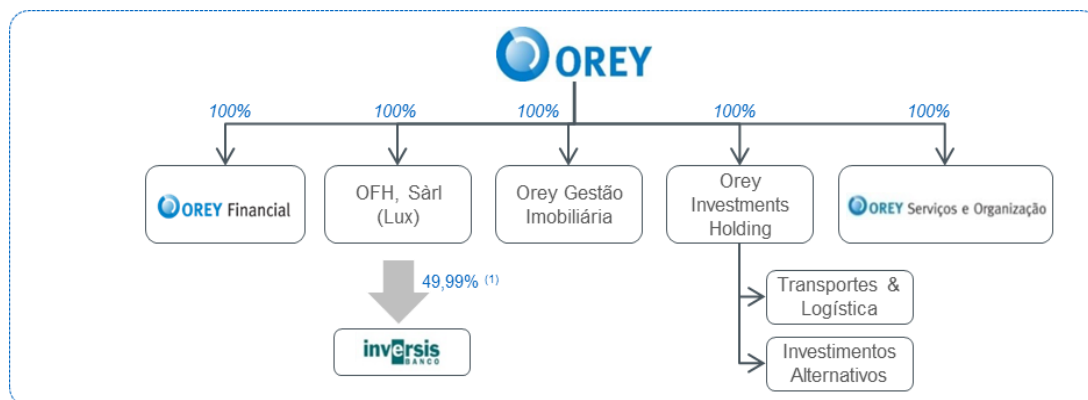 OREY
100%
100%
100%
100%
100%
OREY Financial
OFH, Sàrl
(Lux)
Orey Gestão
Imobiliária
Orey
Investments
Holding
OREY Serviços e Organização
49,99% (1)
inversis
BANCO
Transportes &
Logística
Investimentos
Alternativos